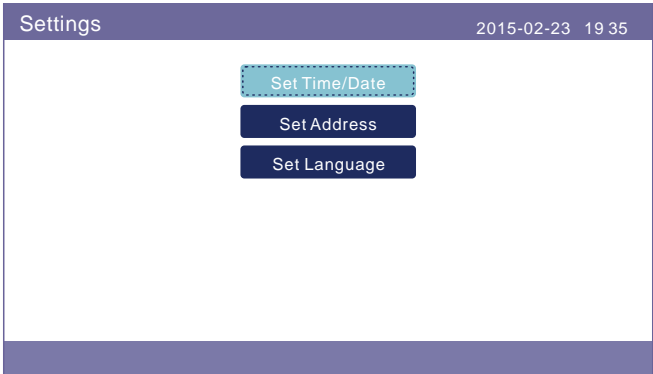 Settings
2015-02-23 19 35
Set Time/Date
Set Address
Set Language